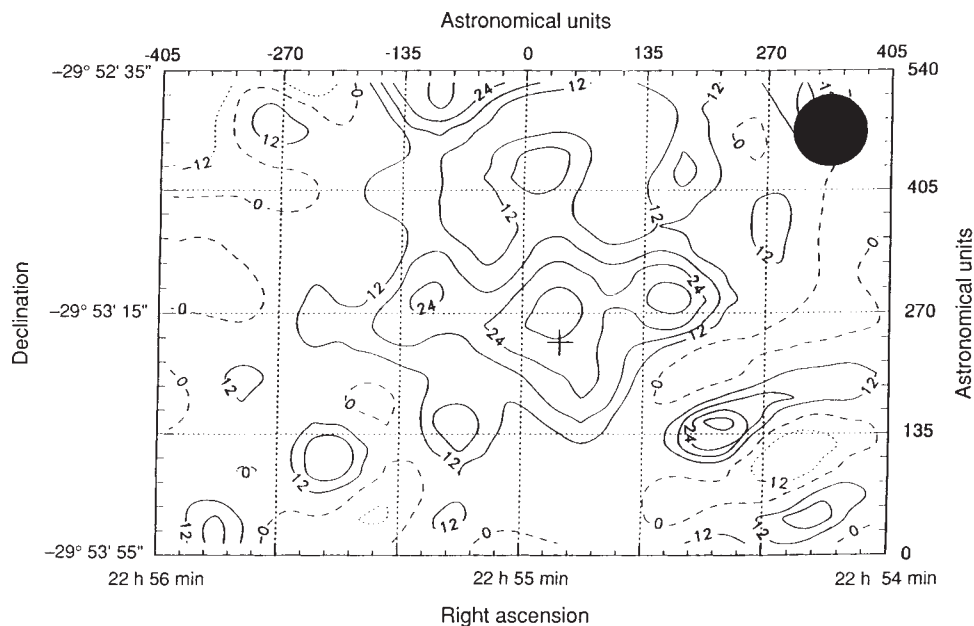 Astronomical units
-405 -270 -135 0 135 270 405
-29° 52' 35" 540
24 12 12 12
0 12 0
-12 0 12 12 0
405
12 12 0
12 24 24
-29° 53' 15" 270
0 24 12
0 12 0 12
24 135
12 12 12
0
0 12 0 12 0 12
-29° 53' 55" 0
22 h 56 min 22 h 55 min 22 h 54 min
Right ascension
Declination
Astronomical units